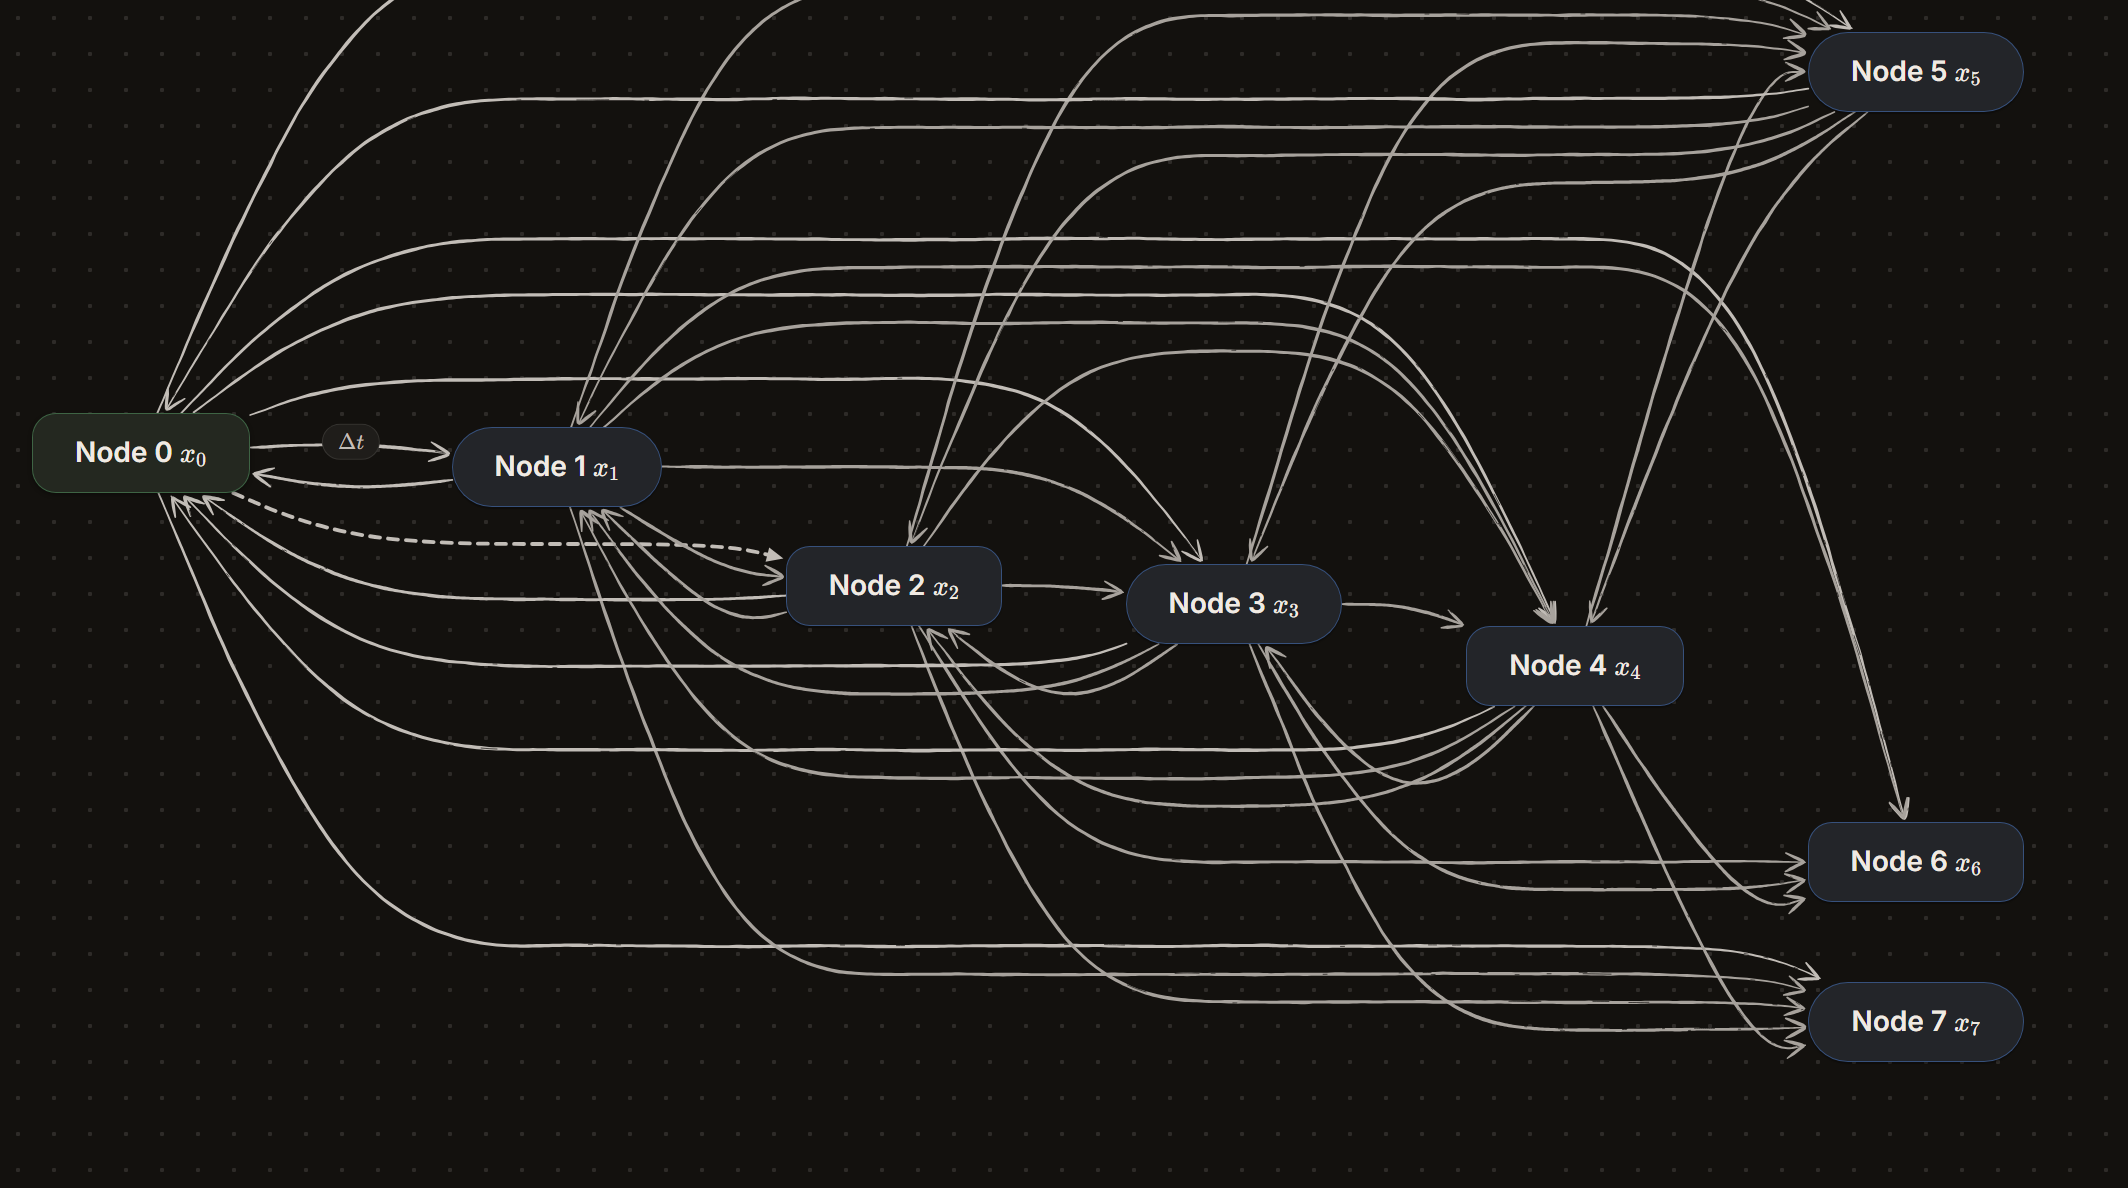 Node 5 x₅
Node 0 x₀
Δt
Node 1 x₁
Node 2 x₂
Node 3 x₃
Node 4 x₄
Node 6 x₆
Node 7 x₇